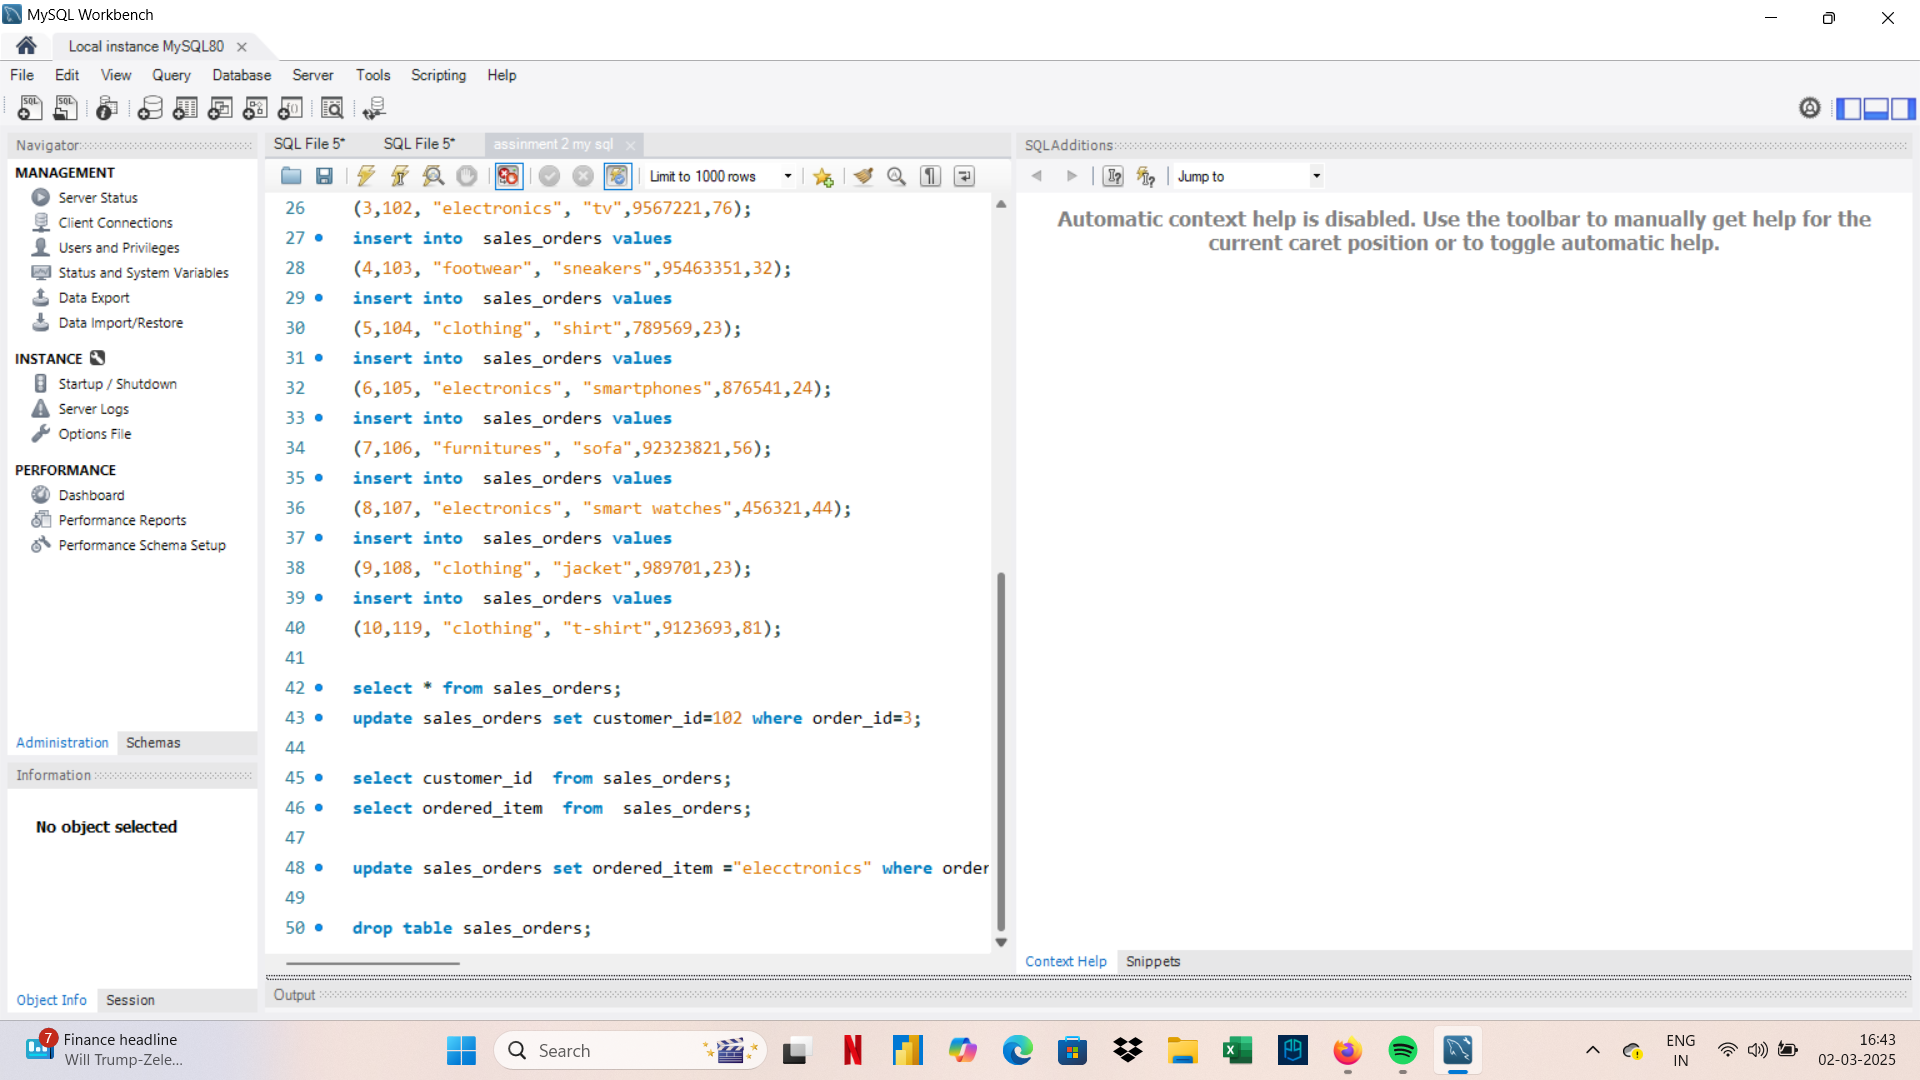 MySQL Workbench
Local instance MySQL80
File Edit View Query Database Server Tools Scripting Help
Navigator
MANAGEMENT
Server Status
Client Connections
Users and Privileges
Status and System Variables
Data Export
Data Import/Restore
INSTANCE
Startup / Shutdown
Server Logs
Options File
PERFORMANCE
Dashboard
Performance Reports
Performance Schema Setup
Administration Schemas
Information
No object selected
Object Info Session
SQL File 5* SQL File 5* assinment 2 my sql
Limit to 1000 rows
26 (3,102, "electronics", "tv",9567221,76);
27 insert into sales_orders values
28 (4,103, "footwear", "sneakers",95463351,32);
29 insert into sales_orders values
30 (5,104, "clothing", "shirt",789569,23);
31 insert into sales_orders values
32 (6,105, "electronics", "smartphones",876541,24);
33 insert into sales_orders values
34 (7,106, "furnitures", "sofa",92323821,56);
35 insert into sales_orders values
36 (8,107, "electronics", "smart watches",456321,44);
37 insert into sales_orders values
38 (9,108, "clothing", "jacket",989701,23);
39 insert into sales_orders values
40 (10,119, "clothing", "t-shirt",9123693,81);
41
42 select * from sales_orders;
43 update sales_orders set customer_id=102 where order_id=3;
44
45 select customer_id from sales_orders;
46 select ordered_item from sales_orders;
47
48 update sales_orders set ordered_item ="elecctronics" where order
49
50 drop table sales_orders;
Output
SQLAdditions
Jump to
Automatic context help is disabled. Use the toolbar to manually get help for the
current caret position or to toggle automatic help.
Context Help Snippets
7
Finance headline
Will Trump-Zele...
Search
ENG
IN
16:43
02-03-2025